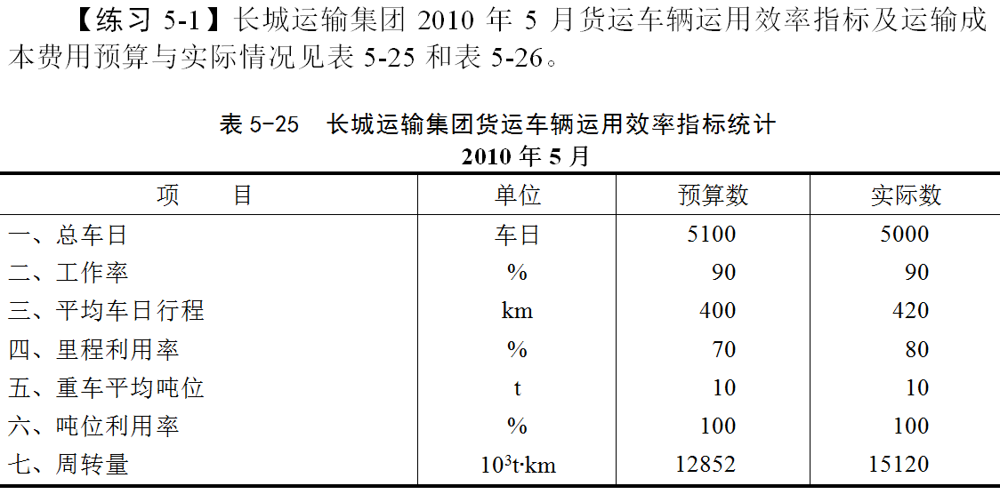 【练习 5-1】长城运输集团 2010 年 5 月货运车辆运用效率指标及运输成
本费用预算与实际情况见表 5-25 和表 5-26。
表 5-25 长城运输集团货运车辆运用效率指标统计
2010 年 5 月
项 目 单位 预算数 实际数
一、总车日 车日 5100 5000
二、工作率 % 90 90
三、平均车日行程 km 400 420
四、里程利用率 % 70 80
五、重车平均吨位 t 10 10
六、吨位利用率 % 100 100
七、周转量 10³t·km 12852 15120